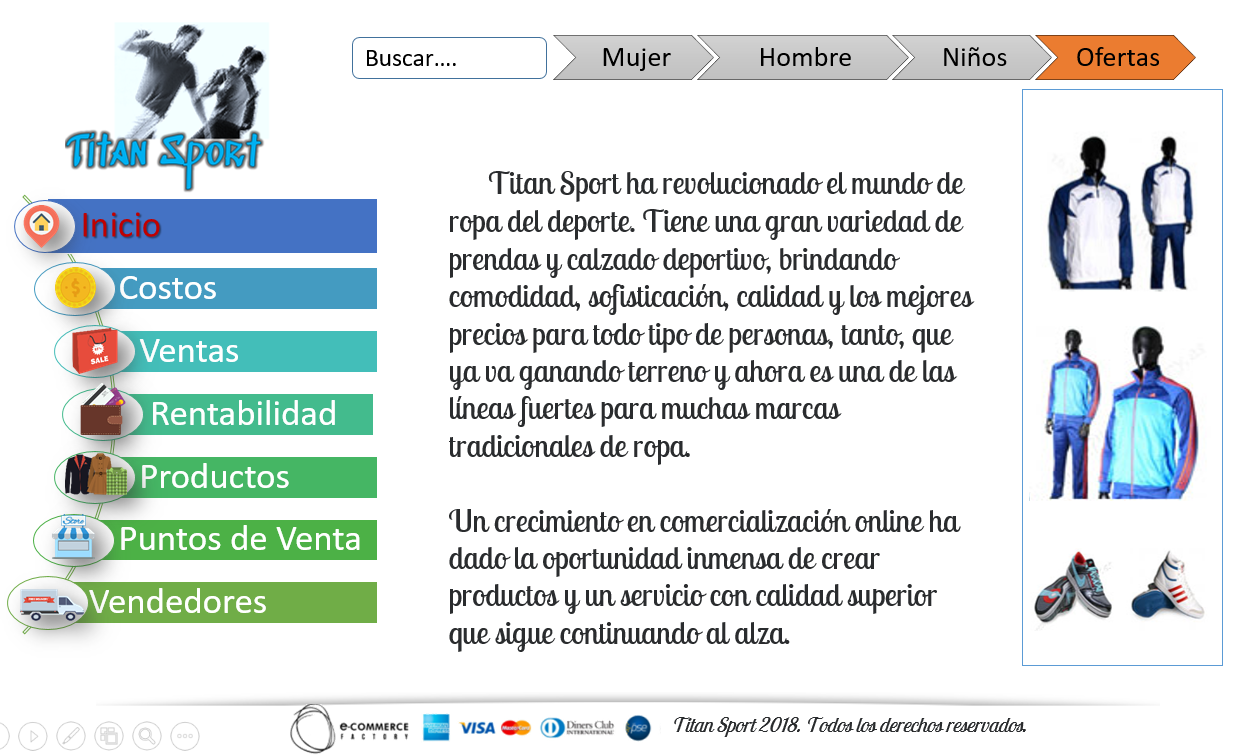 Titan Sport
Buscar....
Mujer
Hombre
Niños
Ofertas
Inicio
Costos
Ventas
Rentabilidad
Productos
Puntos de Venta
Vendedores
SALE
Store
Titan Sport ha revolucionado el mundo de
ropa del deporte. Tiene una gran variedad de
prendas y calzado deportivo, brindando
comodidad, sofisticación, calidad y los mejores
precios para todo tipo de personas, tanto, que
ya va ganando terreno y ahora es una de las
líneas fuertes para muchas marcas
tradicionales de ropa.
Un crecimiento en comercialización online ha
dado la oportunidad inmensa de crear
productos y un servicio con calidad superior
que sigue continuando al alza.
e-COMMERCE
FACTORY
VISA
MasterCard
Diners Club
INTERNATIONAL
pse
Titan Sport 2018. Todos los derechos reservados.